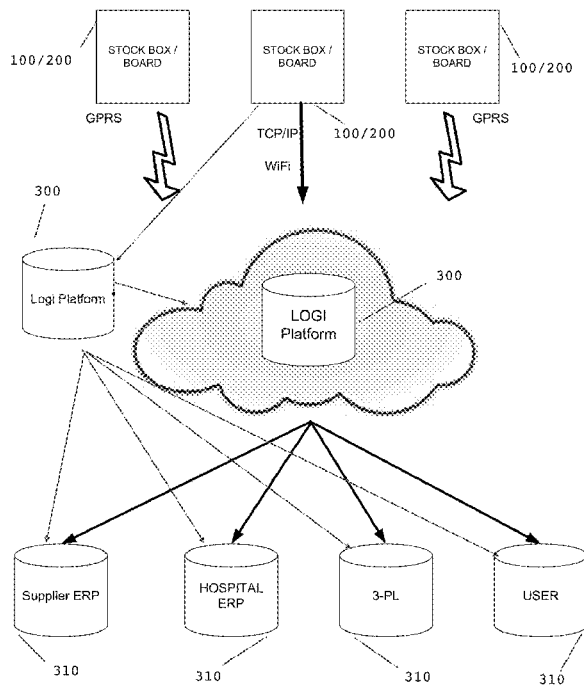 STOCK BOX /
BOARD
STOCK BOX /
BOARD
STOCK BOX /
BOARD
100/200
100/200
100/200
GPRS
TCP/IP
WiFi
GPRS
300
Logi Platform
LOGI
Platform
300
Supplier ERP
HOSPITAL
ERP
3-PL
USER
310
310
310
310